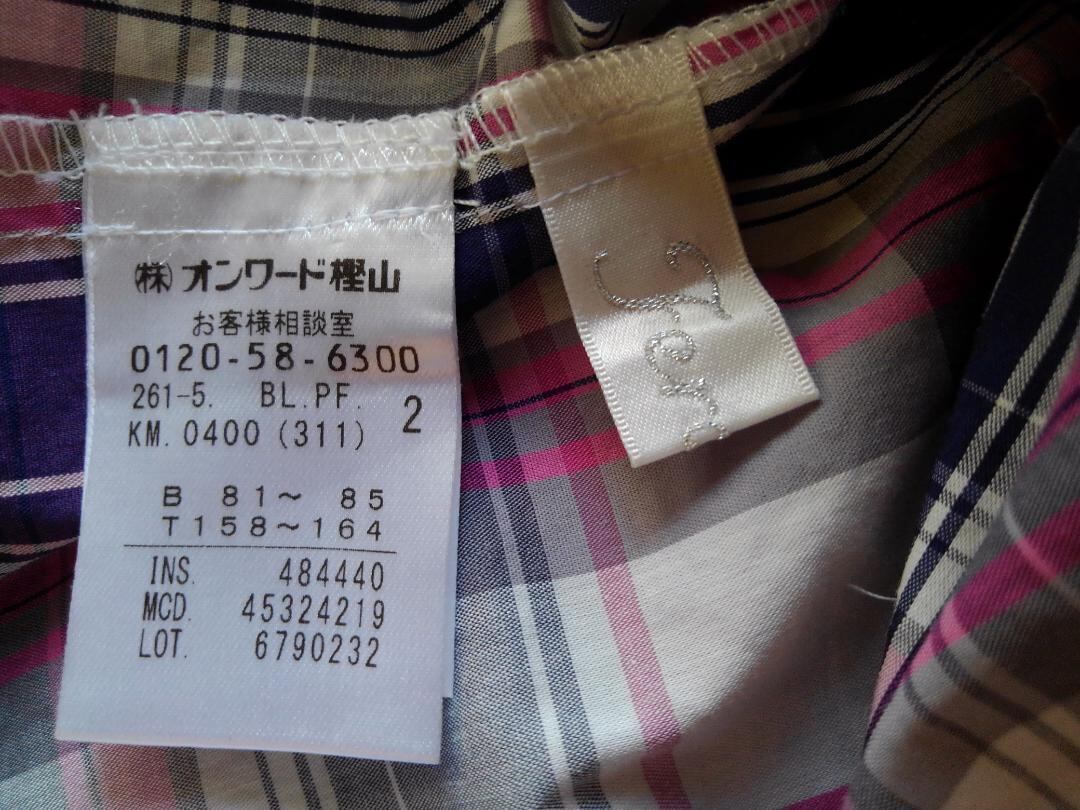 ㈱オンワード樫山
お客様相談室
0120-58-6300
261-5. BL.PF. 2
KM.0400(311)
B 81～ 85
T158～164
INS. 484440
MCD. 45324219
LOT. 6790232